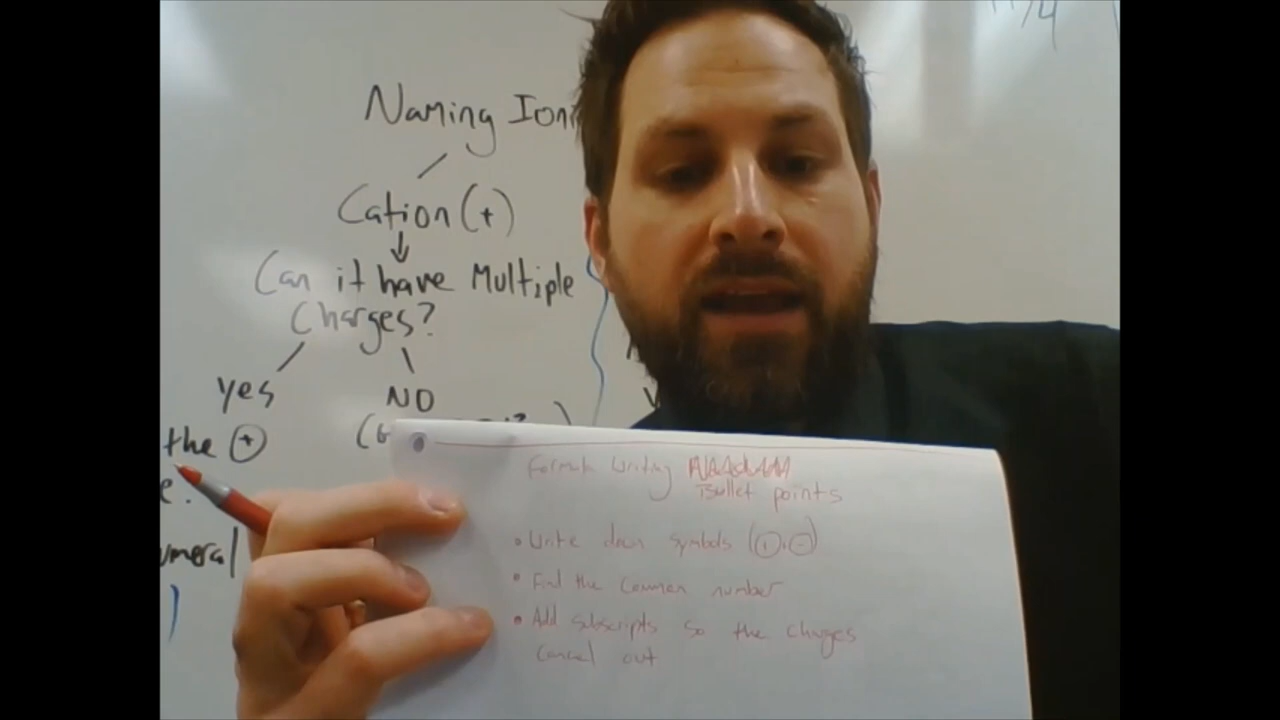 Naming Ion
Cation (+)
Can it have Multiple
Charges?
yes
NO
the (+)
e.
umeral
Formula Writing
Bullet points
• Write down symbols (+, -)
• Find the Common number
• Add subscripts so the charges
Cancel out